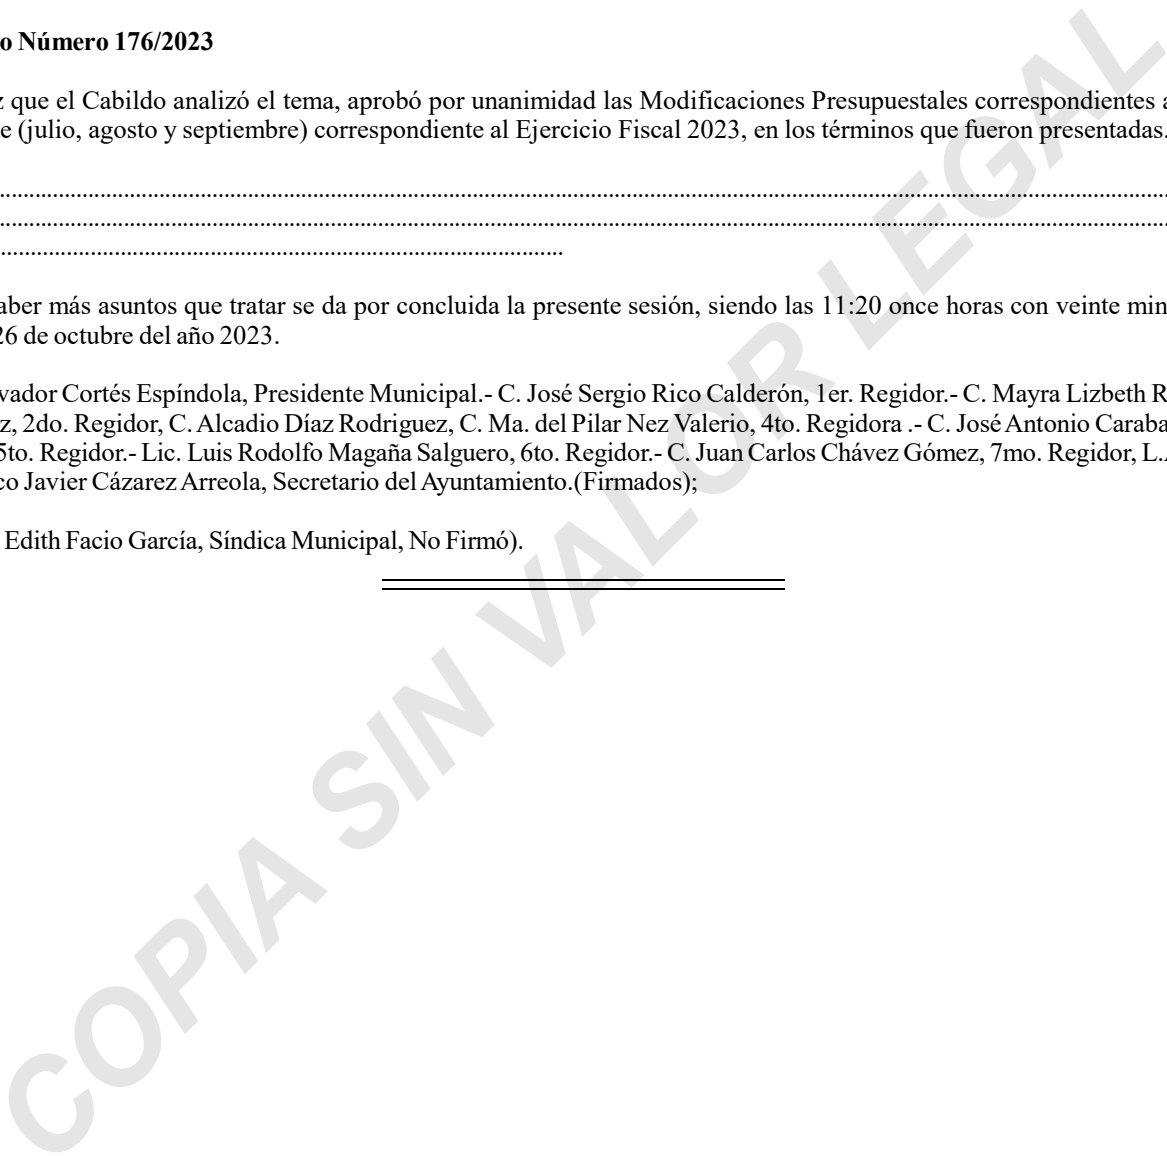 o Número 176/2023
z que el Cabildo analizó el tema, aprobó por unanimidad las Modificaciones Presupuestales correspondientes a
e (julio, agosto y septiembre) correspondiente al Ejercicio Fiscal 2023, en los términos que fueron presentadas.
aber más asuntos que tratar se da por concluida la presente sesión, siendo las 11:20 once horas con veinte min
26 de octubre del año 2023.
vador Cortés Espíndola, Presidente Municipal.- C. José Sergio Rico Calderón, 1er. Regidor.- C. Mayra Lizbeth R
z, 2do. Regidor, C. Alcadio Díaz Rodriguez, C. Ma. del Pilar Nez Valerio, 4to. Regidora .- C. José Antonio Caraba
5to. Regidor.- Lic. Luis Rodolfo Magaña Salguero, 6to. Regidor.- C. Juan Carlos Chávez Gómez, 7mo. Regidor, L.A
co Javier Cázarez Arreola, Secretario del Ayuntamiento.(Firmados);
Edith Facio García, Síndica Municipal, No Firmó).
COPIA SIN VALOR LEGAL